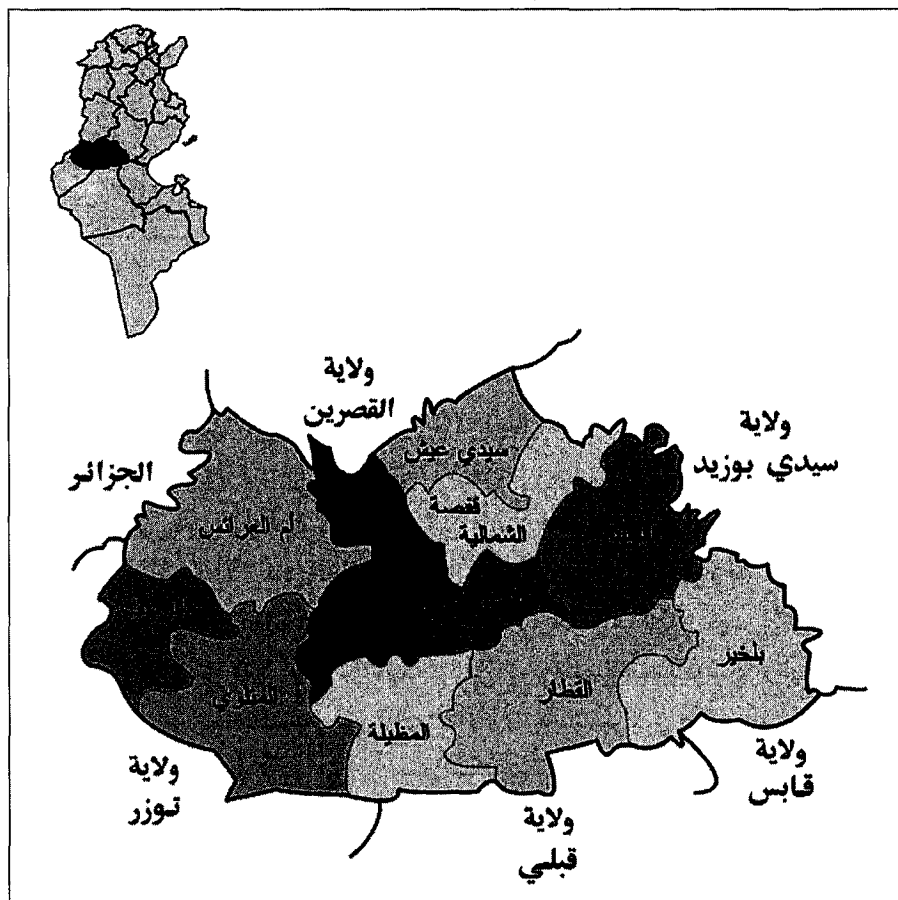 ولاية
القصرين
ولاية
سيدي بوزيد
الجزائر
سيدي عيش
قفصة
الشمالية
أم العرائس
بلخير
القطار
المظيلة
ولاية
توزر
ولاية
قابس
ولاية
قبلي